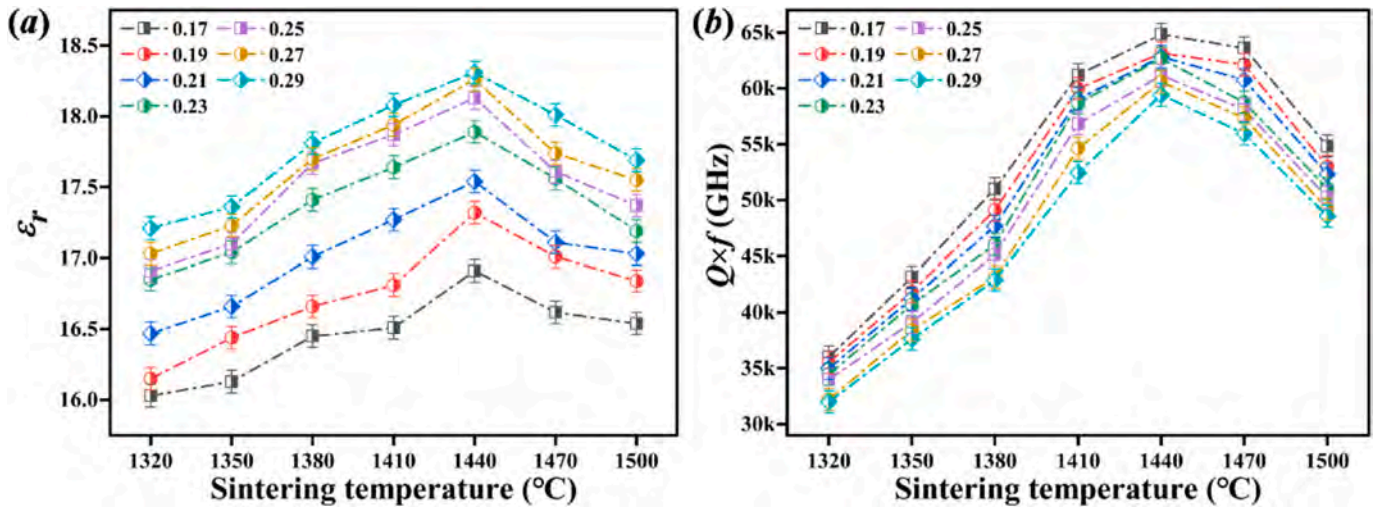 (a)
0.17
0.25
0.19
0.27
0.21
0.29
0.23
18.5
18.0
17.5
17.0
16.5
16.0
εr
1320 1350 1380 1410 1440 1470 1500
Sintering temperature (°C)
(b)
0.17
0.25
0.19
0.27
0.21
0.29
0.23
65k
60k
55k
50k
45k
40k
35k
30k
Q×f (GHz)
1320 1350 1380 1410 1440 1470 1500
Sintering temperature (°C)